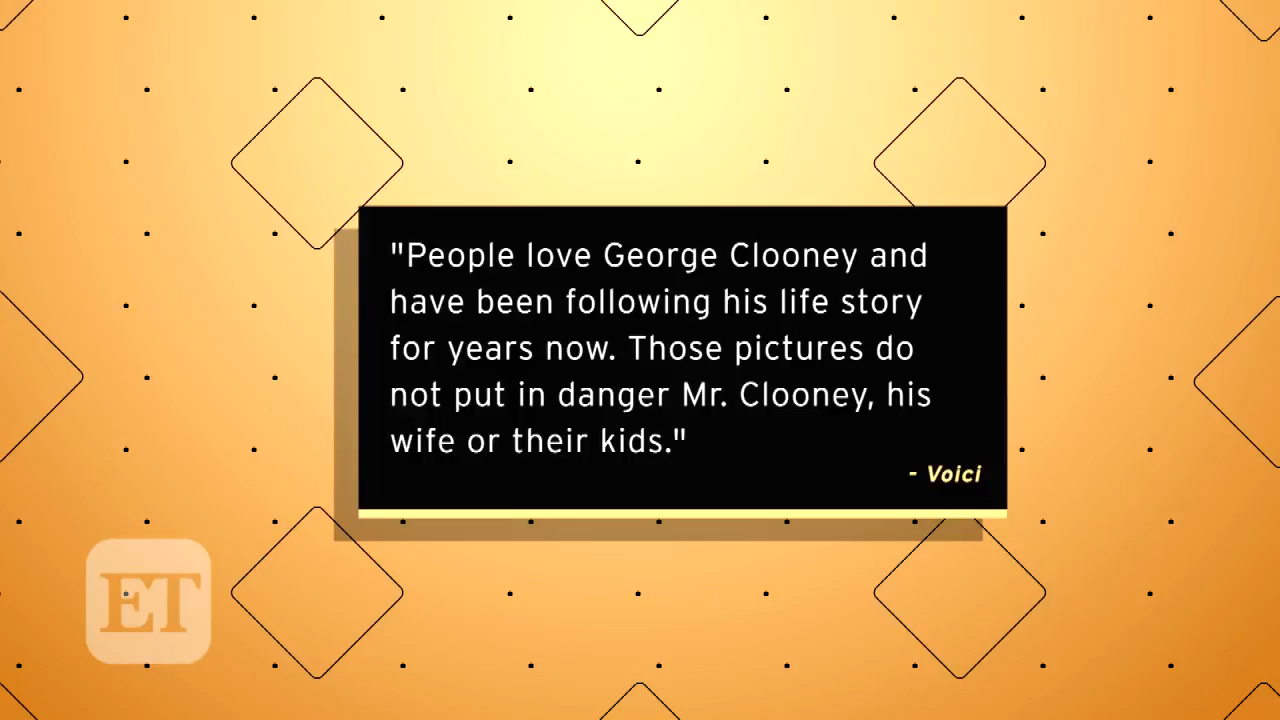 "People love George Clooney and
have been following his life story
for years now. Those pictures do
not put in danger Mr. Clooney, his
wife or their kids."
- Voici
ET